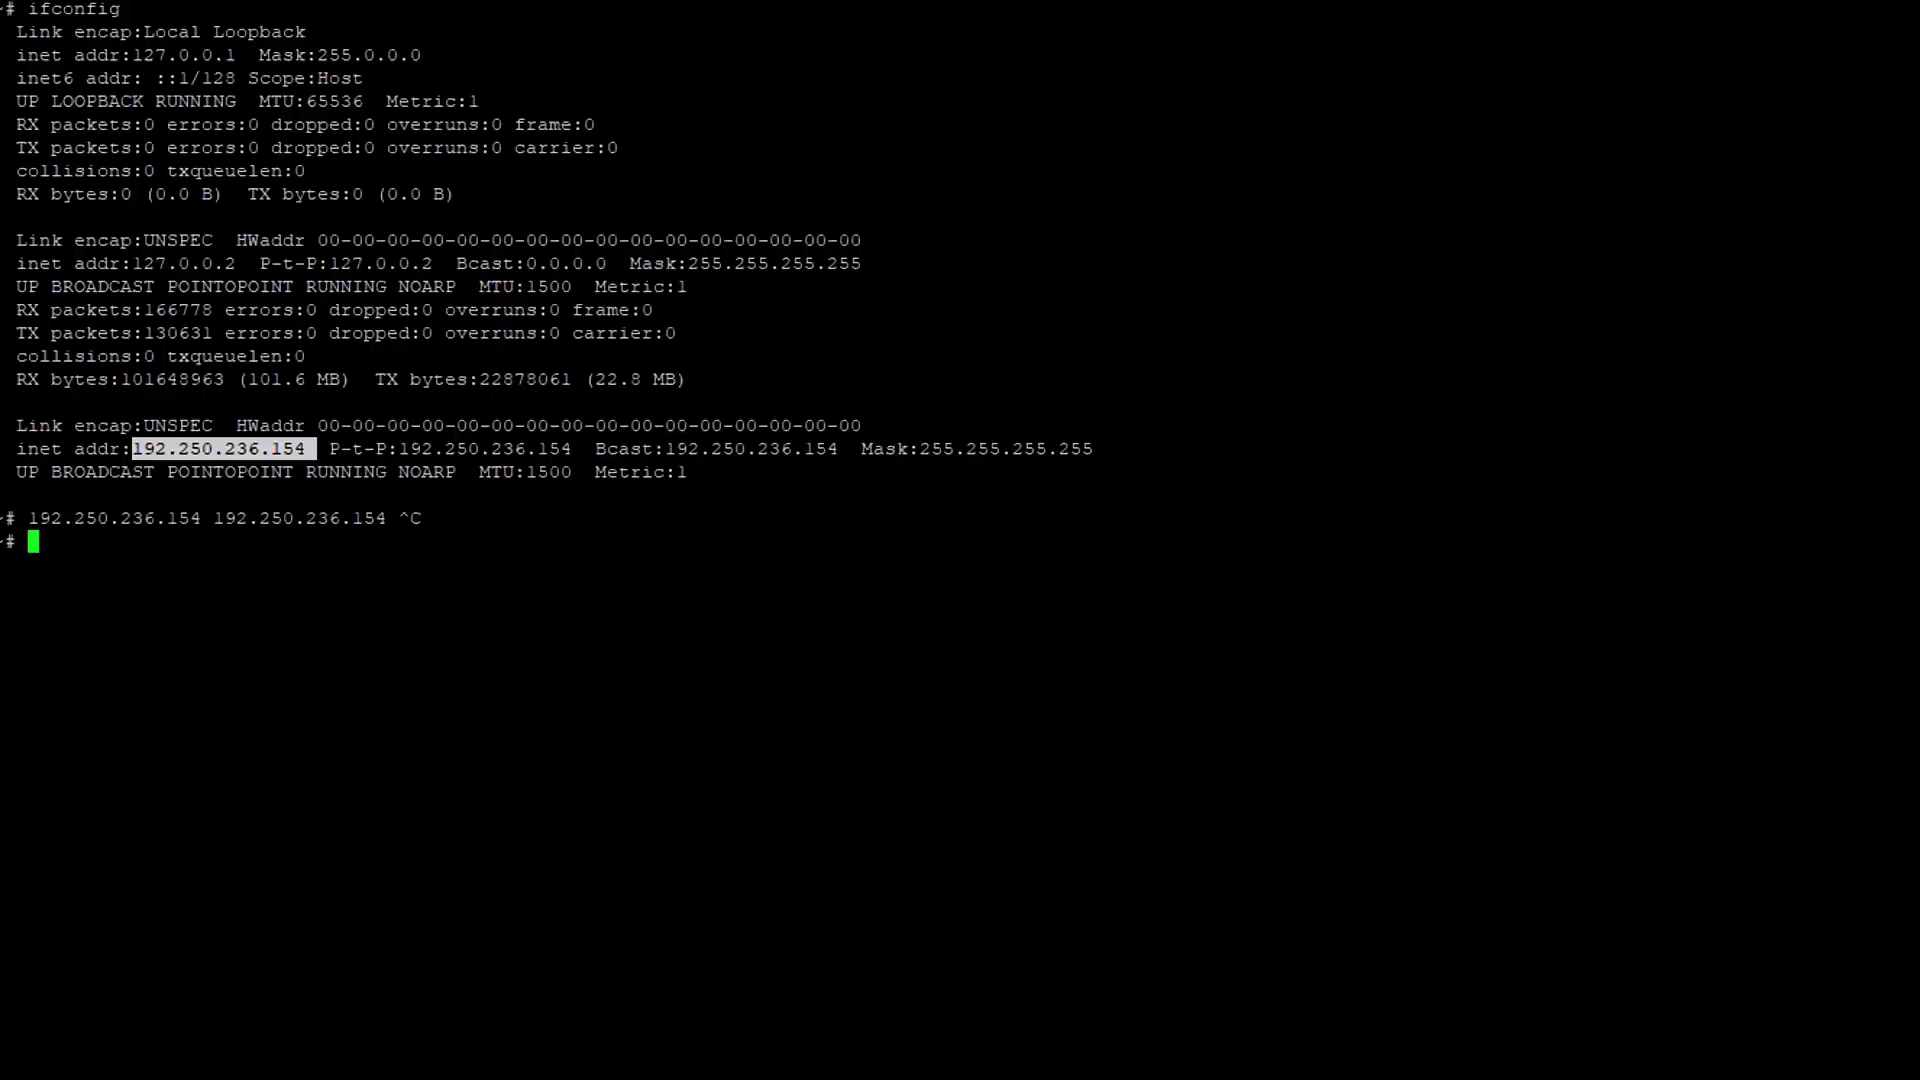 ~# ifconfig
Link encap:Local Loopback
inet addr:127.0.0.1  Mask:255.0.0.0
inet6 addr: ::1/128 Scope:Host
UP LOOPBACK RUNNING  MTU:65536  Metric:1
RX packets:0 errors:0 dropped:0 overruns:0 frame:0
TX packets:0 errors:0 dropped:0 overruns:0 carrier:0
collisions:0 txqueuelen:0
RX bytes:0 (0.0 B)  TX bytes:0 (0.0 B)
Link encap:UNSPEC  HWaddr 00-00-00-00-00-00-00-00-00-00-00-00-00-00-00-00
inet addr:127.0.0.2  P-t-P:127.0.0.2  Bcast:0.0.0.0  Mask:255.255.255.255
UP BROADCAST POINTOPOINT RUNNING NOARP  MTU:1500  Metric:1
RX packets:166778 errors:0 dropped:0 overruns:0 frame:0
TX packets:130631 errors:0 dropped:0 overruns:0 carrier:0
collisions:0 txqueuelen:0
RX bytes:101648963 (101.6 MB)  TX bytes:22878061 (22.8 MB)
Link encap:UNSPEC  HWaddr 00-00-00-00-00-00-00-00-00-00-00-00-00-00-00-00
inet addr:192.250.236.154  P-t-P:192.250.236.154  Bcast:192.250.236.154  Mask:255.255.255.255
UP BROADCAST POINTOPOINT RUNNING NOARP  MTU:1500  Metric:1
~# 192.250.236.154 192.250.236.154 ^C
~#